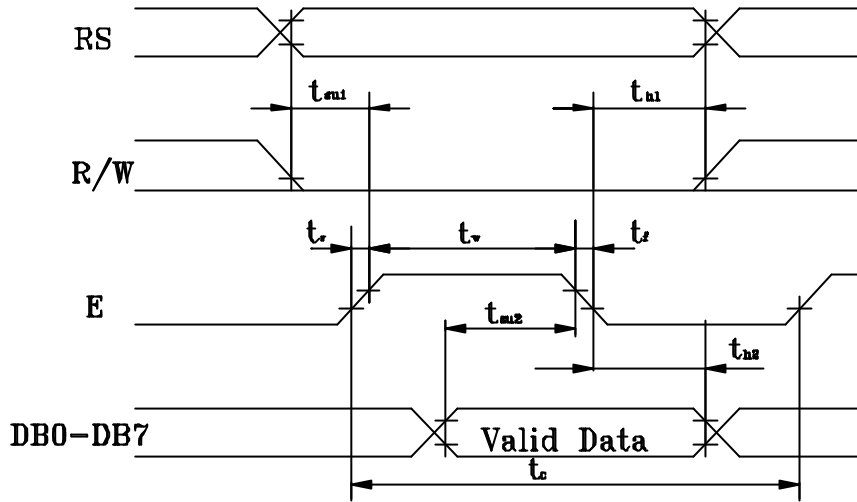 RS
tsu1
th1
R/W
tr
tw
tf
E
tsu2
th2
DB0-DB7
Valid Data
tc